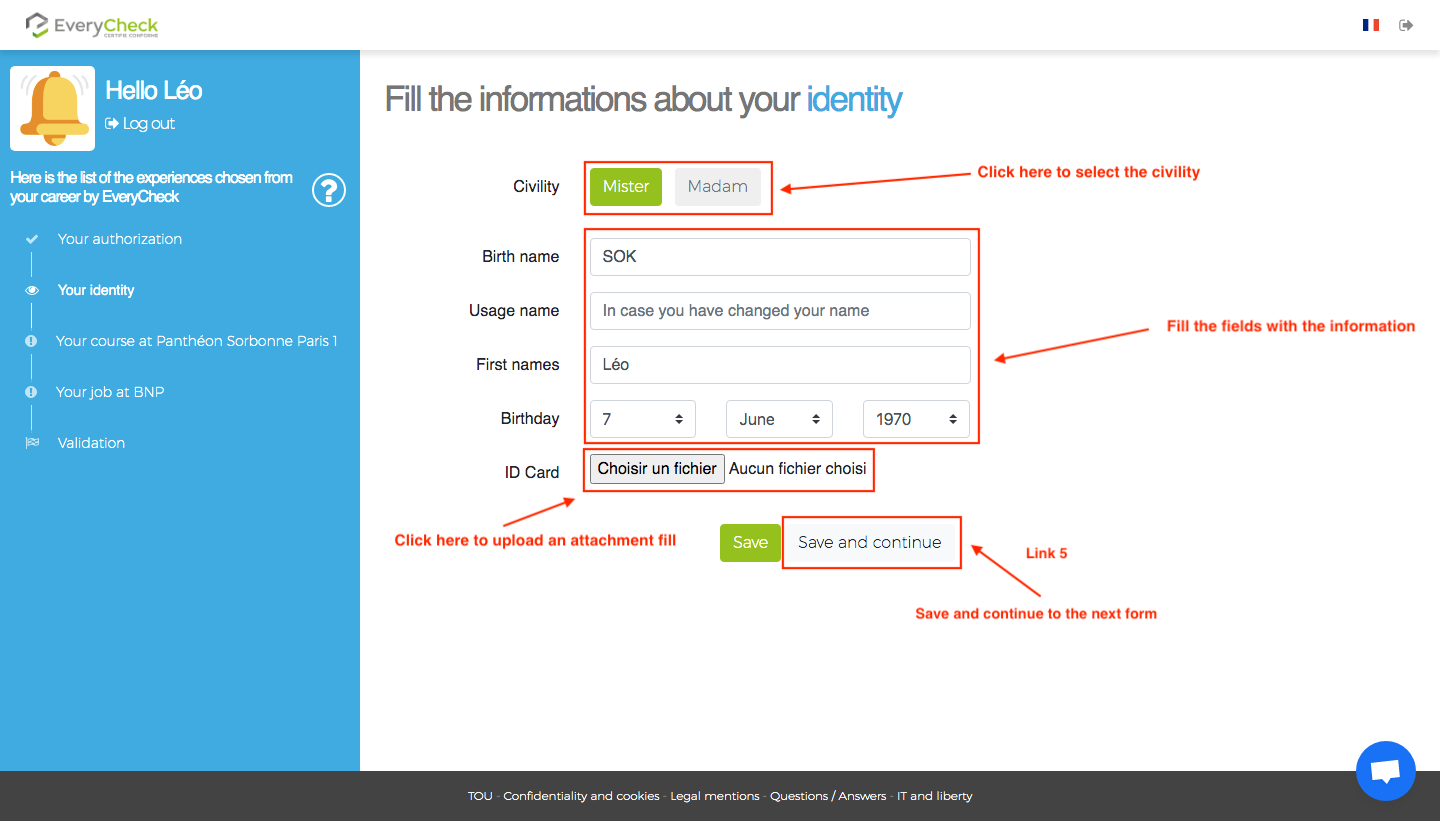 EveryCheck
CERTIFIÉ CONFORME
Hello Léo
Log out
Here is the list of the experiences chosen from
your career by EveryCheck
?
Your authorization
Your identity
Your course at Panthéon Sorbonne Paris 1
Your job at BNP
Validation
Fill the informations about your identity
Civility
Mister
Madam
Click here to select the civility
Birth name
SOK
Usage name
In case you have changed your name
Fill the fields with the information
First names
Léo
Birthday
7
June
1970
ID Card
Choisir un fichier
Aucun fichier choisi
Click here to upload an attachment fill
Save
Save and continue
Link 5
Save and continue to the next form
TOU - Confidentiality and cookies - Legal mentions - Questions / Answers - IT and liberty